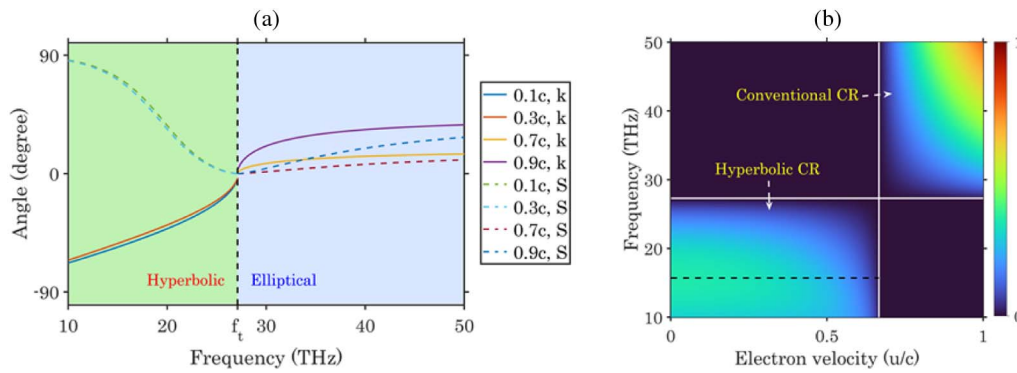 (a)
90
0
-90
Angle (degree)
Hyperbolic
Elliptical
10
20
f_t
30
40
50
Frequency (THz)
0.1c, k
0.3c, k
0.7c, k
0.9c, k
0.1c, S
0.3c, S
0.7c, S
0.9c, S
(b)
50
40
30
20
10
Frequency (THz)
Conventional CR
Hyperbolic CR
0
0.5
1
Electron velocity (u/c)